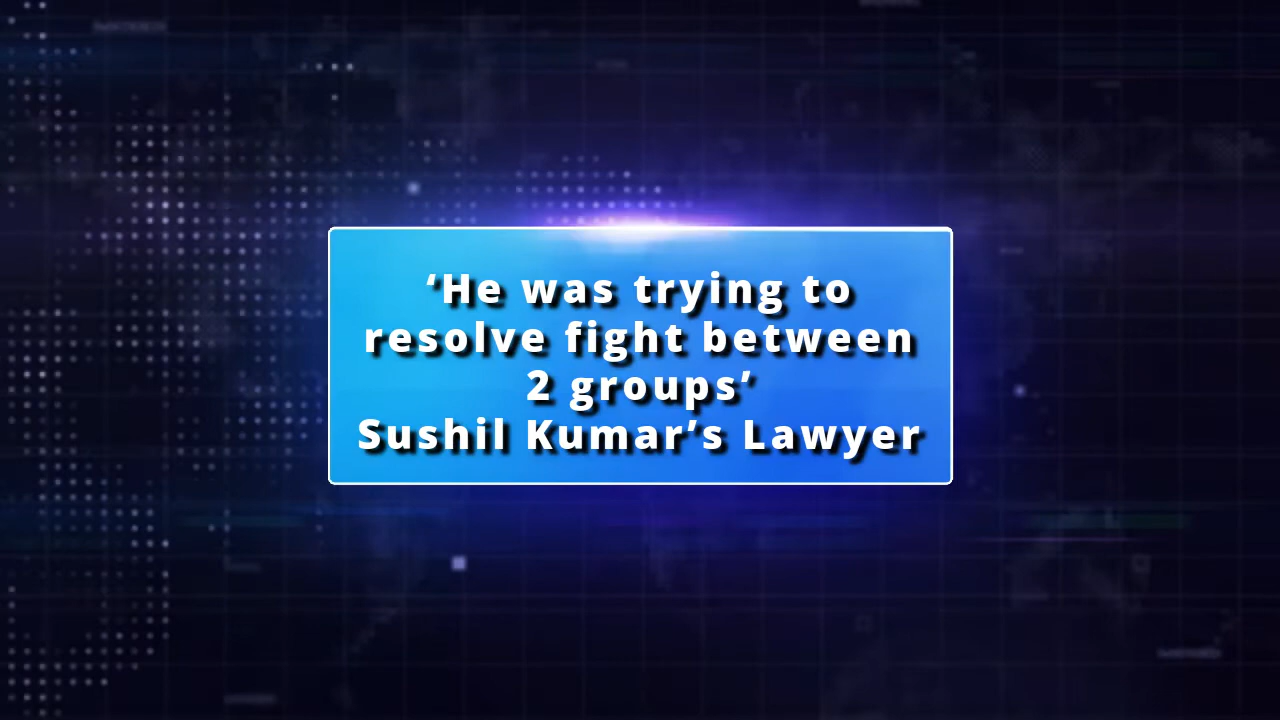 ‘He was trying to
resolve fight between
2 groups’
Sushil Kumar’s Lawyer